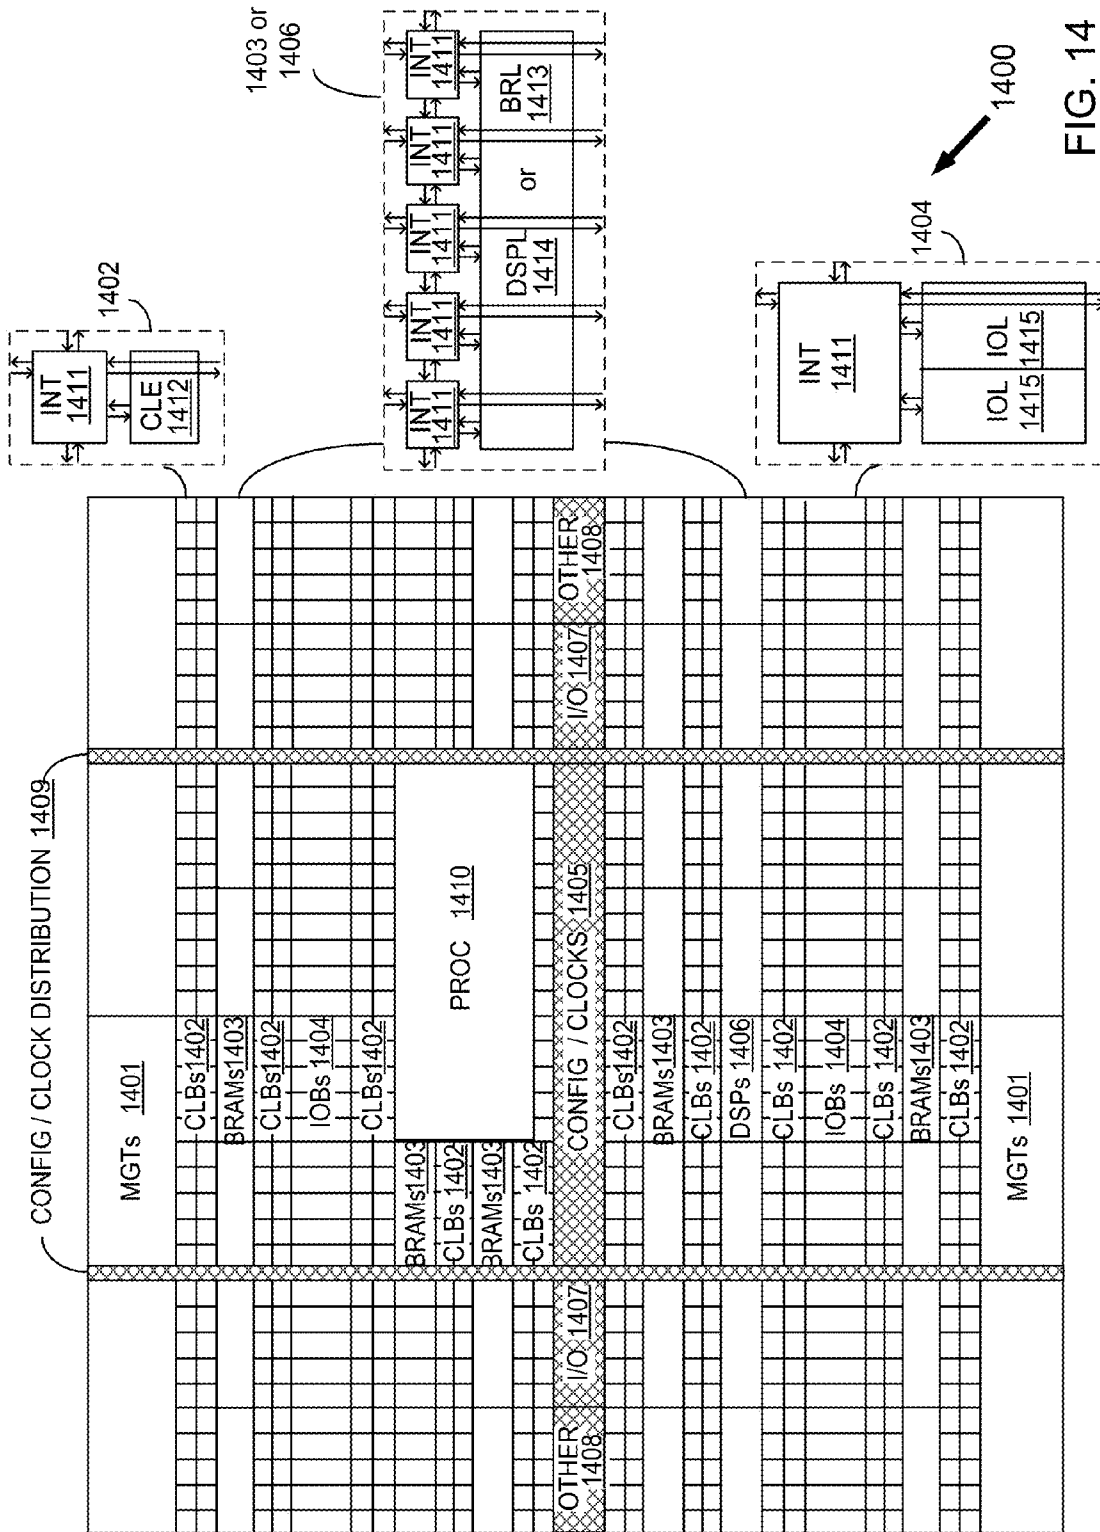 CONFIG / CLOCK DISTRIBUTION 1409
MGTs 1401
CLBs 1402
BRAMs 1403
CLBs 1402
IOBs 1404
CLBs 1402
BRAMs 1403
CLBs 1402
BRAMs 1403
CLBs 1402
PROC 1410
OTHER 1408
I/O 1407
CONFIG / CLOCKS 1405
I/O 1407
OTHER 1408
CLBs 1402
BRAMs 1403
CLBs 1402
DSPs 1406
CLBs 1402
IOBs 1404
CLBs 1402
BRAMs 1403
CLBs 1402
MGTs 1401
1402
INT
1411
CLE
1412
1403 or
1406
INT
1411
INT
1411
INT
1411
INT
1411
INT
1411
DSPL
1414
or
BRL
1413
1404
INT
1411
IOL
1415
IOL
1415
1400
FIG. 14